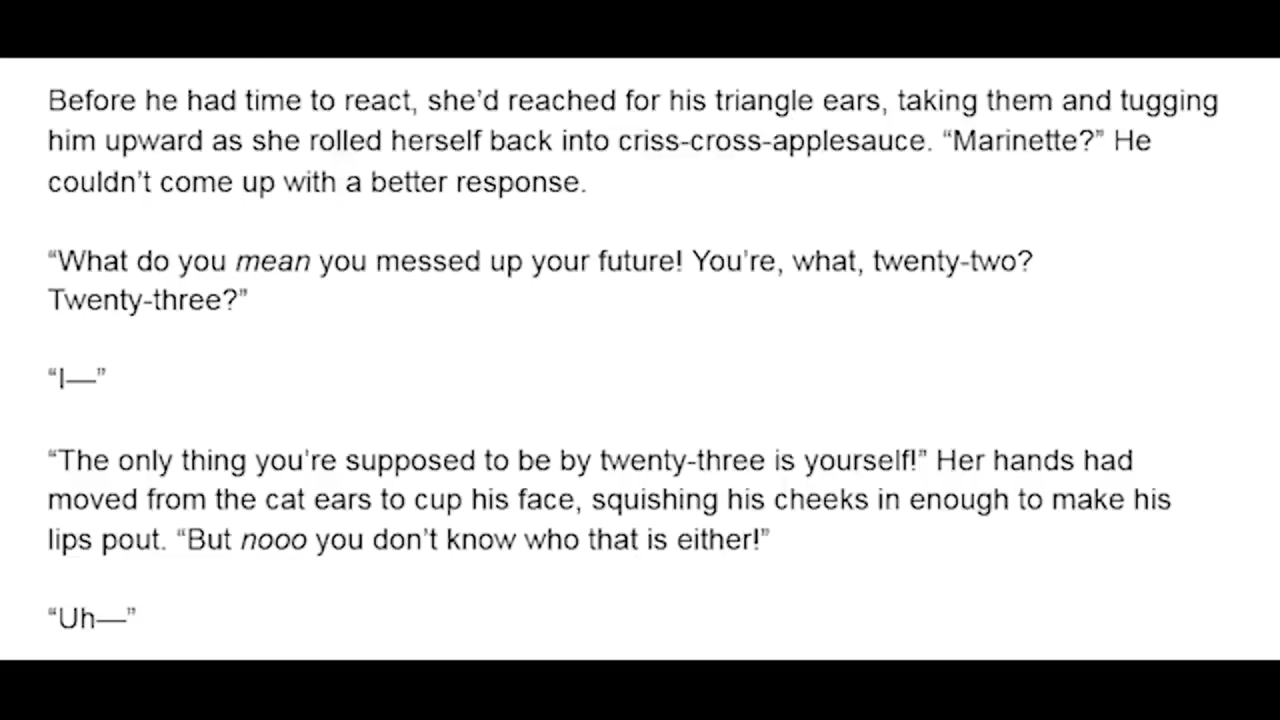 Before he had time to react, she’d reached for his triangle ears, taking them and tugging
him upward as she rolled herself back into criss-cross-applesauce. “Marinette?” He
couldn’t come up with a better response.
“What do you mean you messed up your future! You’re, what, twenty-two?
Twenty-three?”
“I—”
“The only thing you’re supposed to be by twenty-three is yourself!” Her hands had
moved from the cat ears to cup his face, squishing his cheeks in enough to make his
lips pout. “But nooo you don’t know who that is either!”
“Uh—”